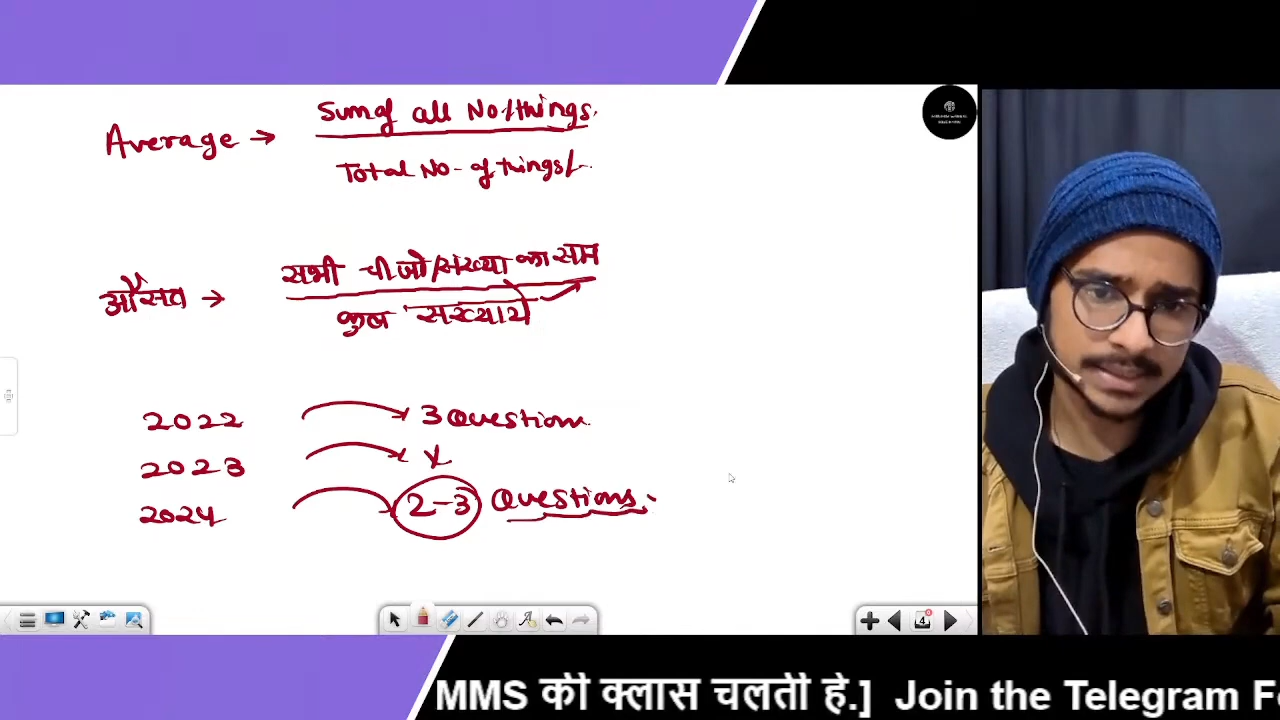 Sum of all No/things.
Average →
Total No- of things/-.
सभी चीजो/संख्या का सम
औसत →
कुल संख्याये
2022 → 3 Question.
2023 → X
2024 → 2-3 Questions.
4
MMS की क्लास चलती है.] Join the Telegram F